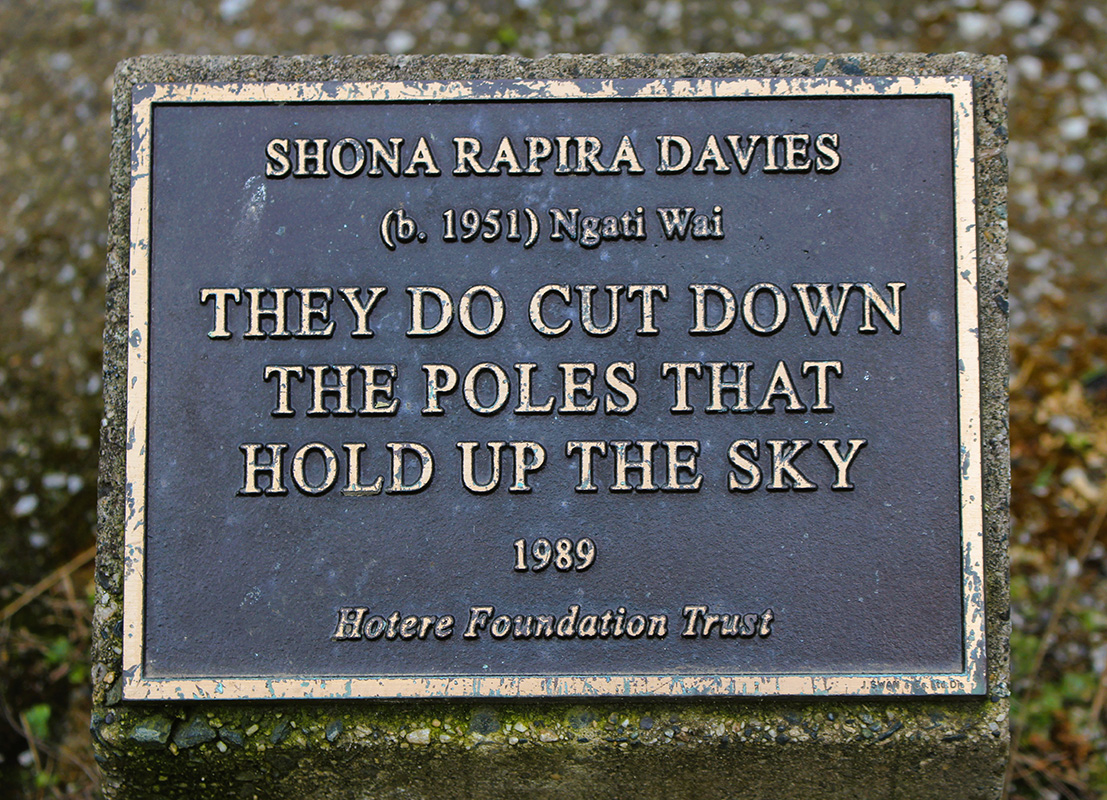 SHONA RAPIRA DAVIES
(b. 1951) Ngati Wai
THEY DO CUT DOWN
THE POLES THAT
HOLD UP THE SKY
1989
Hotere Foundation Trust